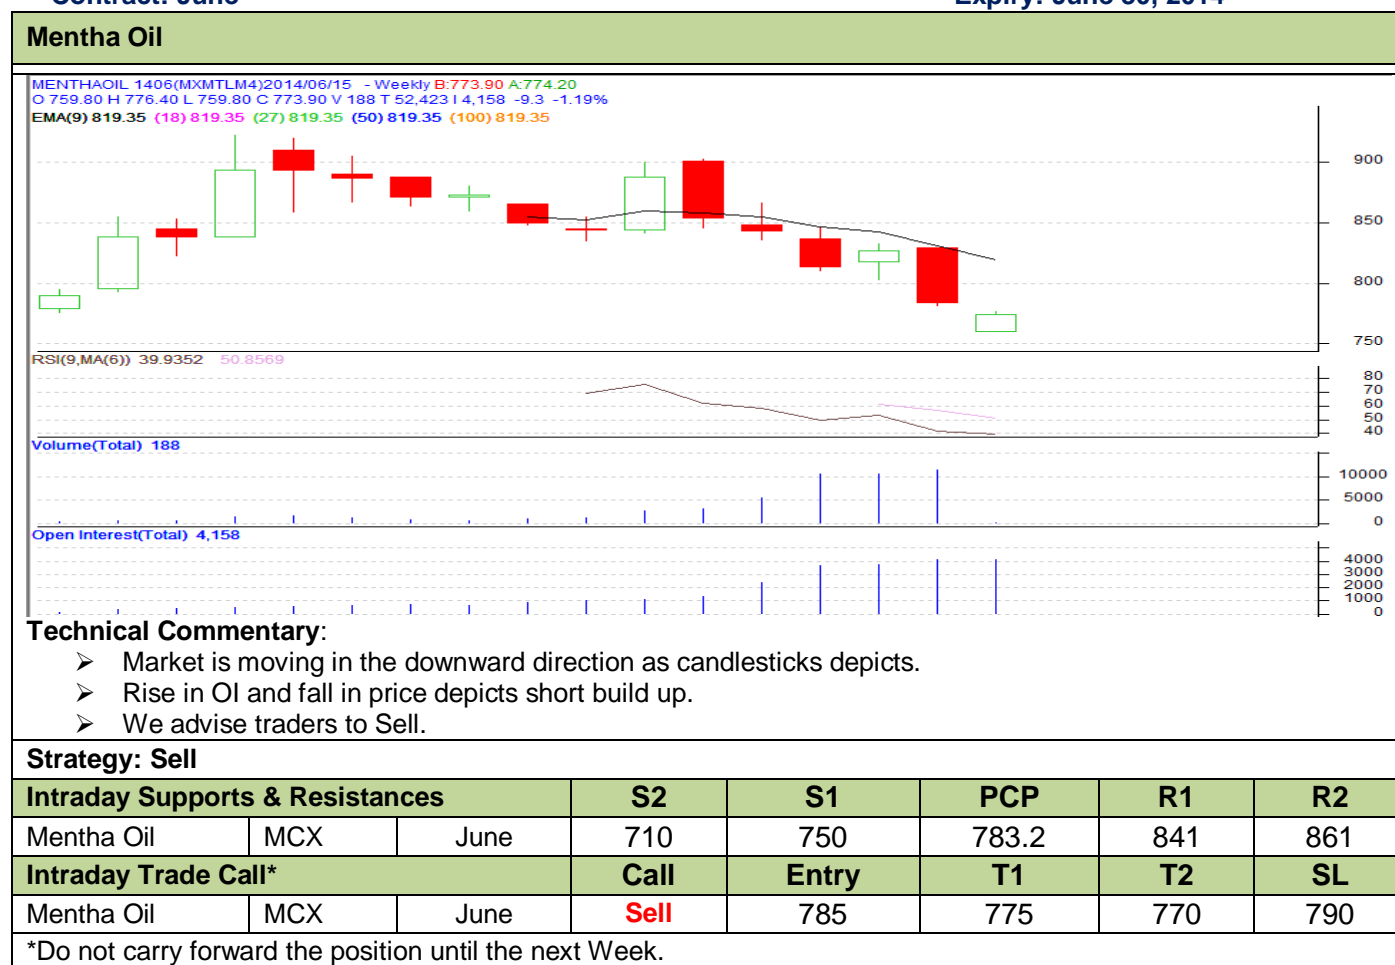 Contract: June Expiry: June 30, 2014
Mentha Oil
MENTHAOIL 1406(MXMTLM4)2014/06/15 - Weekly B:773.90 A:774.20
O 759.80 H 776.40 L 759.80 C 773.90 V 188 T 52,423 I 4,158 -9.3 -1.19%
EMA(9) 819.35 (18) 819.35 (27) 819.35 (50) 819.35 (100) 819.35
900
850
800
750
RSI(9,MA(6)) 39.9352 50.8569
80
70
60
50
40
Volume(Total) 188
10000
5000
0
Open Interest(Total) 4,158
4000
3000
2000
1000
0
Technical Commentary:
➢ Market is moving in the downward direction as candlesticks depicts.
➢ Rise in OI and fall in price depicts short build up.
➢ We advise traders to Sell.
Strategy: Sell
Intraday Supports & Resistances S2 S1 PCP R1 R2
Mentha Oil MCX June 710 750 783.2 841 861
Intraday Trade Call* Call Entry T1 T2 SL
Mentha Oil MCX June Sell 785 775 770 790
*Do not carry forward the position until the next Week.